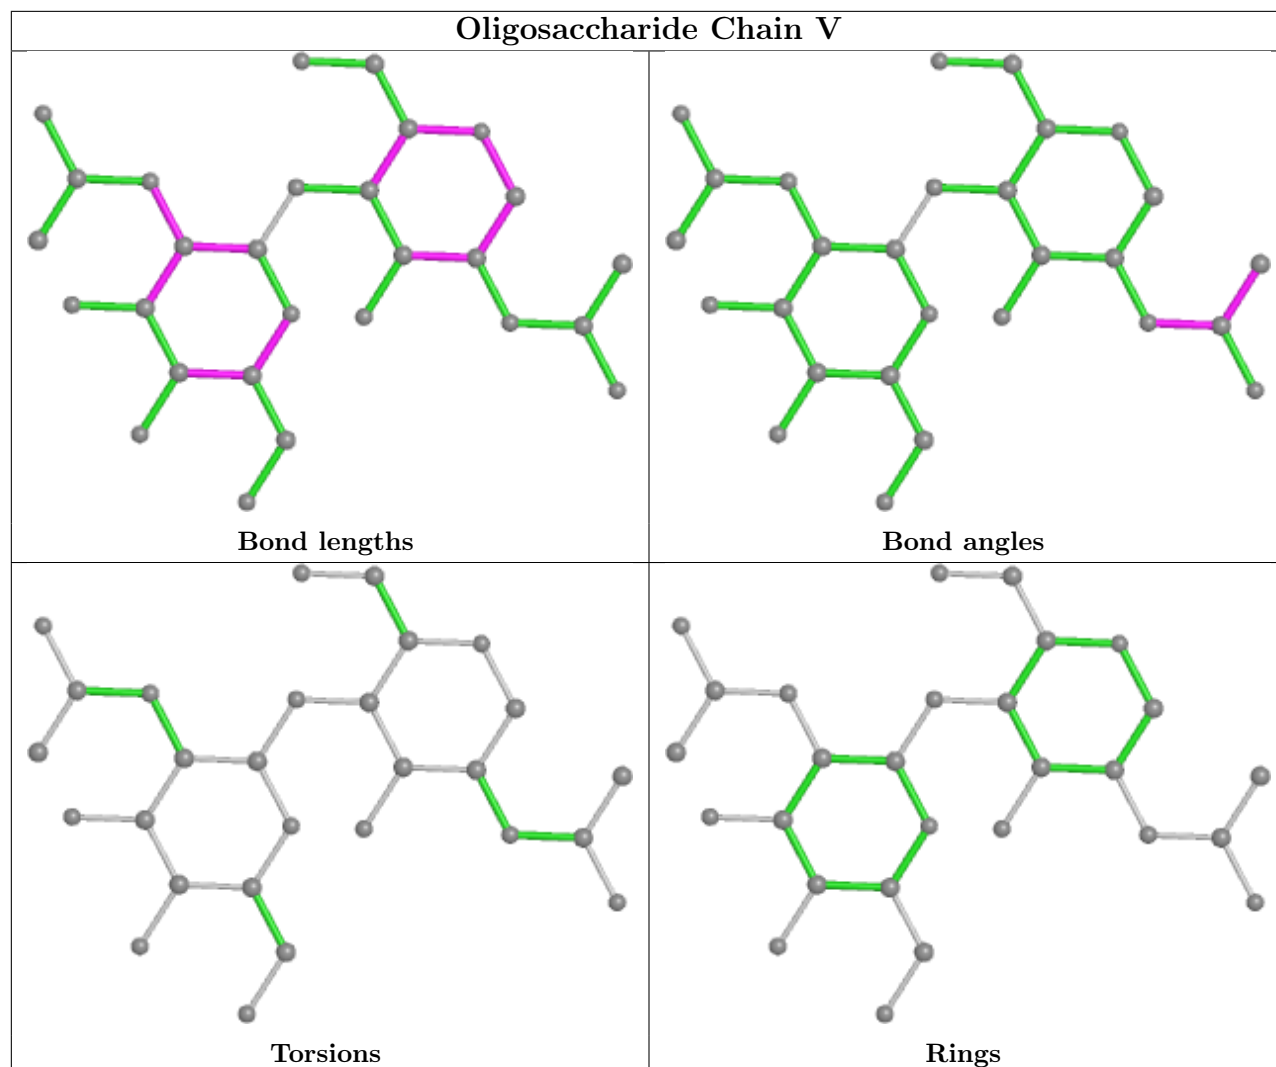 Oligosaccharide Chain V
Bond lengths
Bond angles
Torsions
Rings